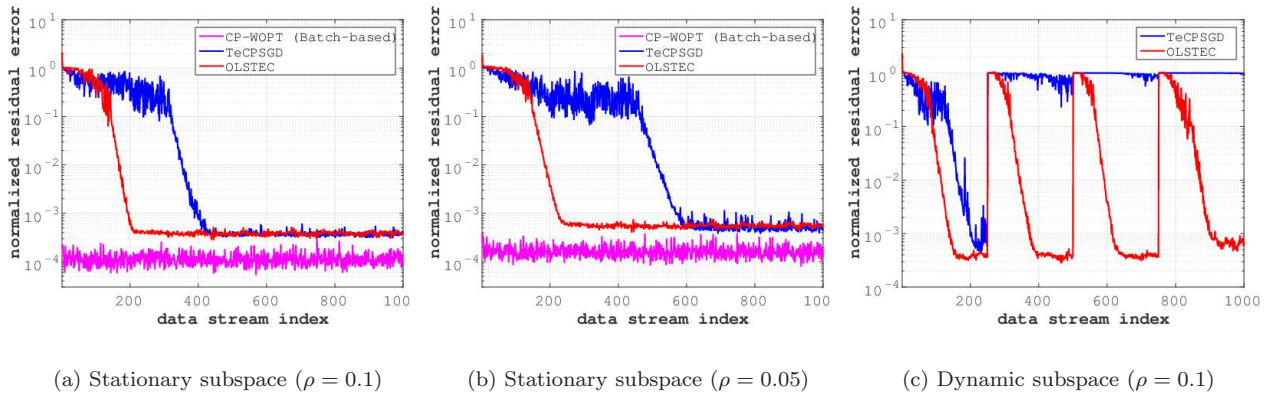 normalized residual error
10^1
10^0
10^-1
10^-2
10^-3
10^-4
CP-WOPT (Batch-based)
TeCPSGD
OLSTEC
200 400 600 800 100
data stream index
(a) Stationary subspace (ρ = 0.1)
normalized residual error
10^1
10^0
10^-1
10^-2
10^-3
10^-4
CP-WOPT (Batch-based)
TeCPSGD
OLSTEC
200 400 600 800 100
data stream index
(b) Stationary subspace (ρ = 0.05)
normalized residual error
10^1
10^0
10^-1
10^-2
10^-3
10^-4
TeCPSGD
OLSTEC
200 400 600 800 1000
data stream index
(c) Dynamic subspace (ρ = 0.1)